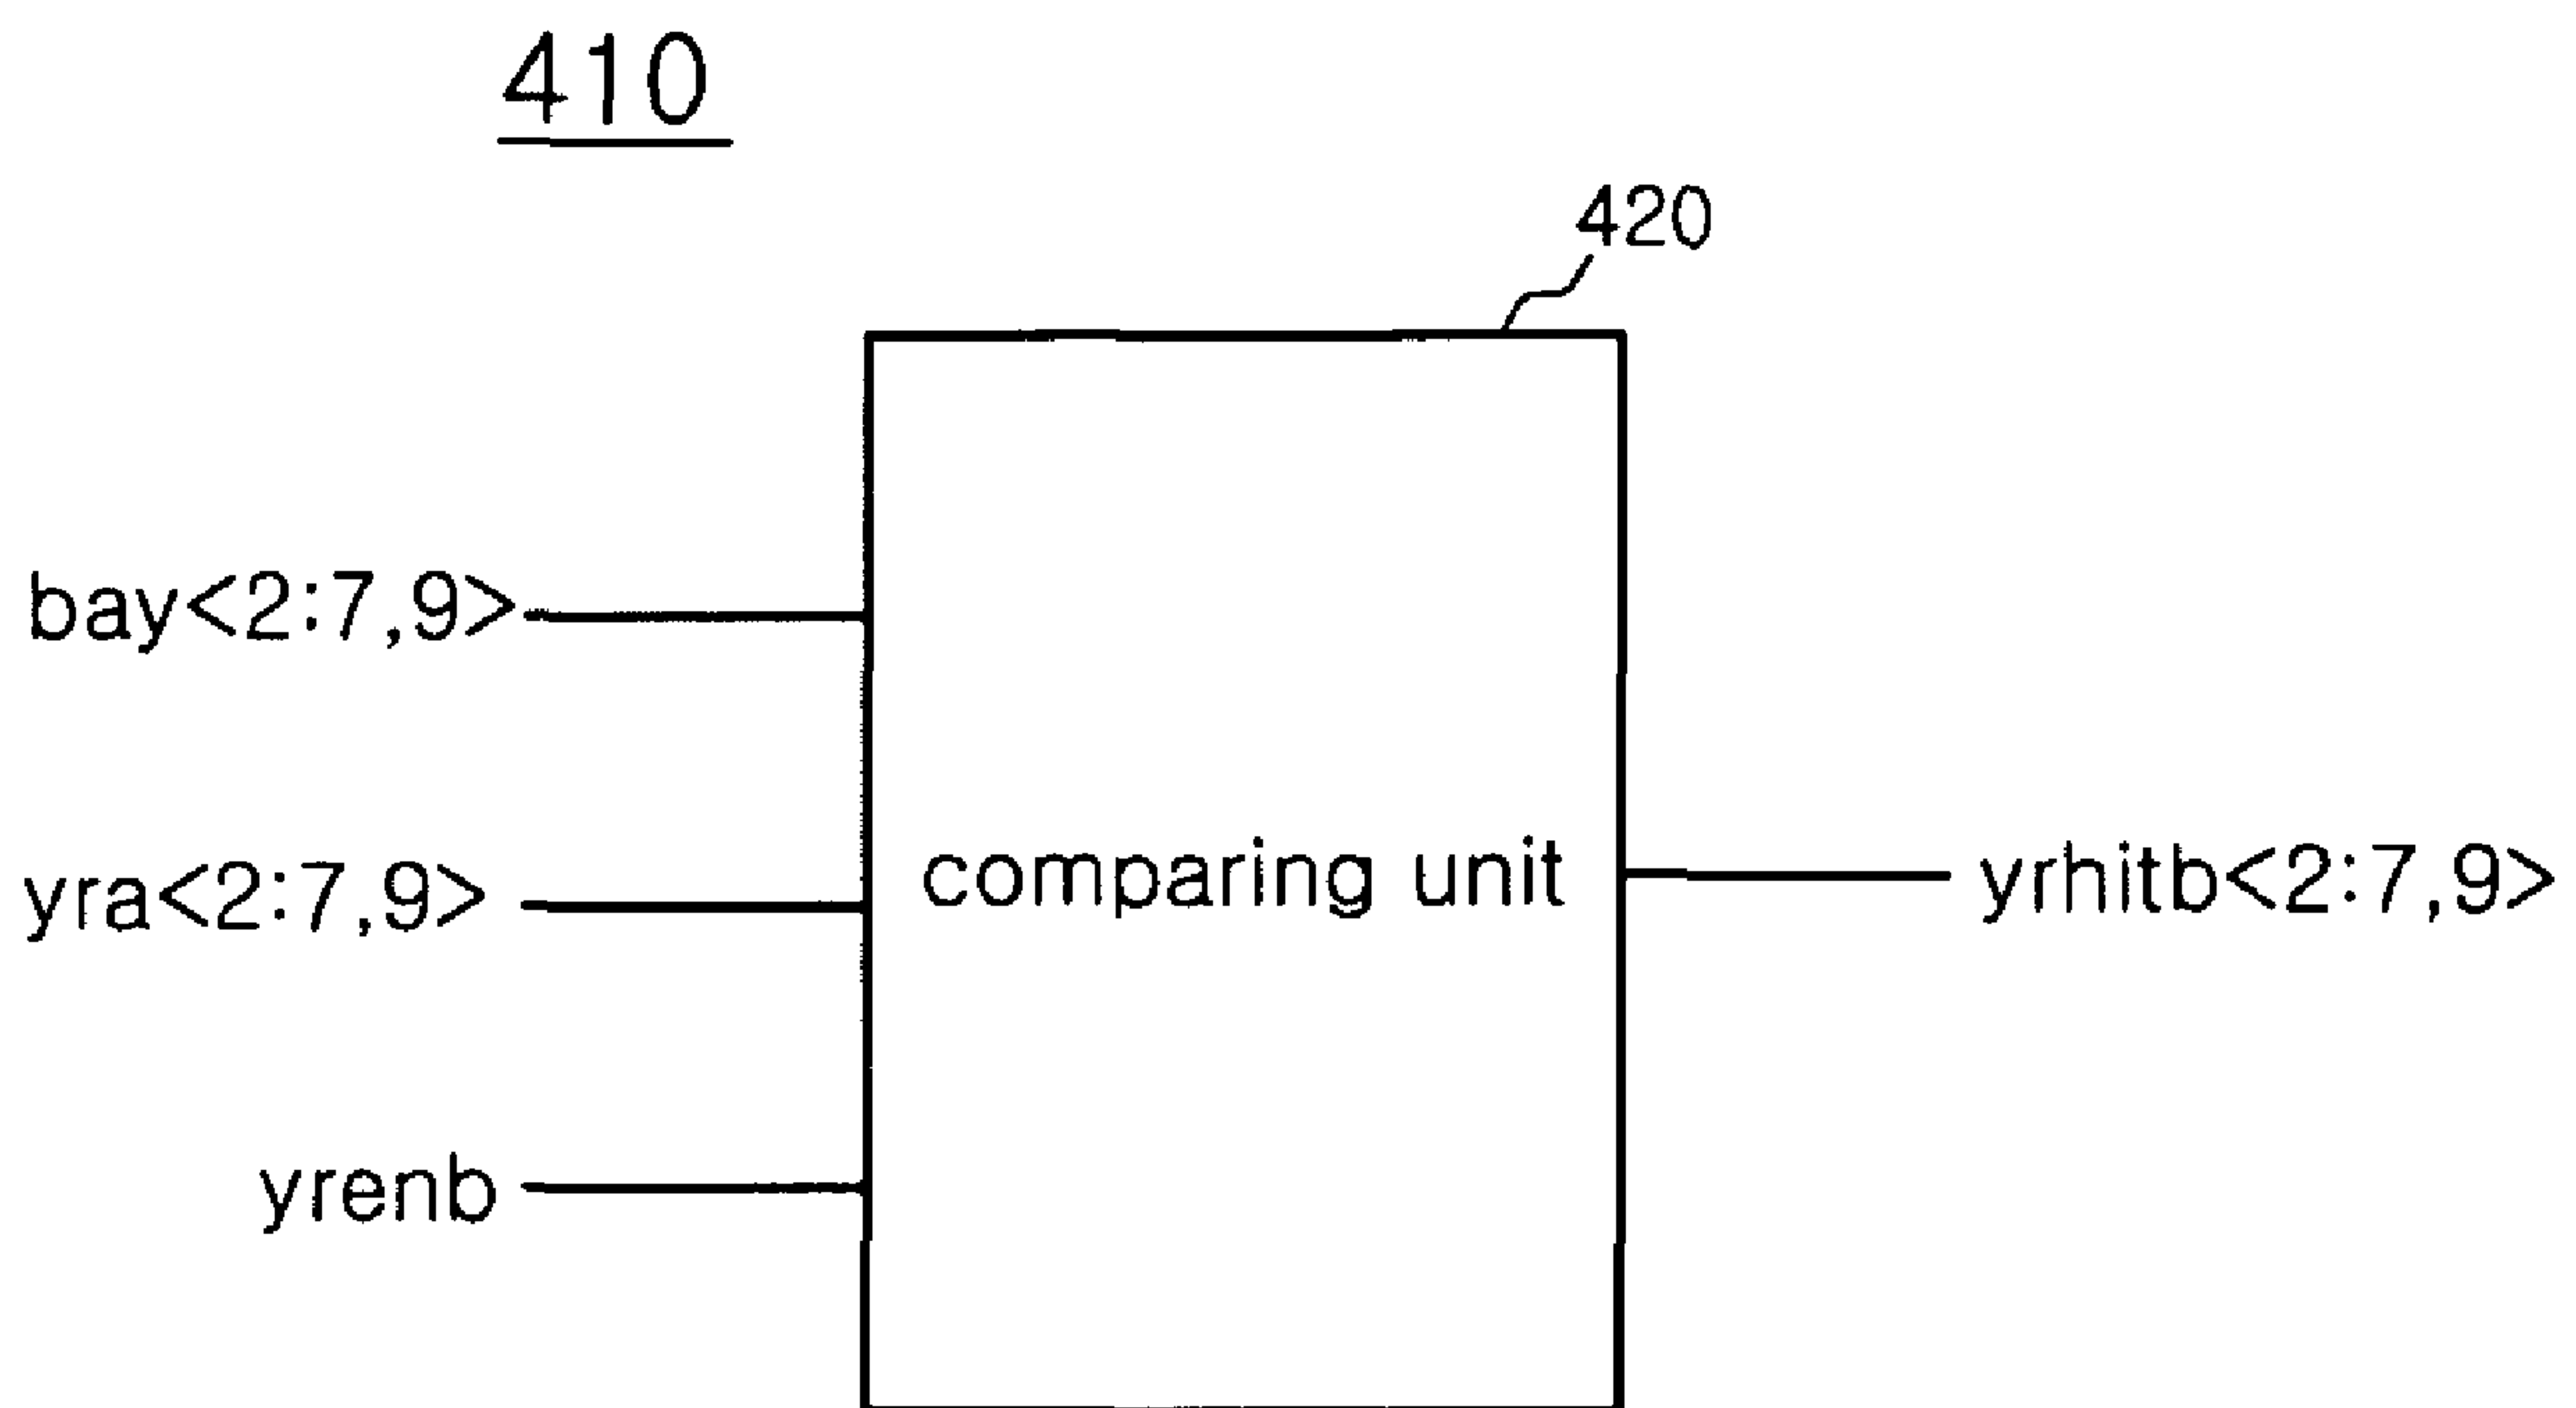 410
420
bay<2:7,9>
yra<2:7,9>
comparing unit
yrhitb<2:7,9>
yrenb